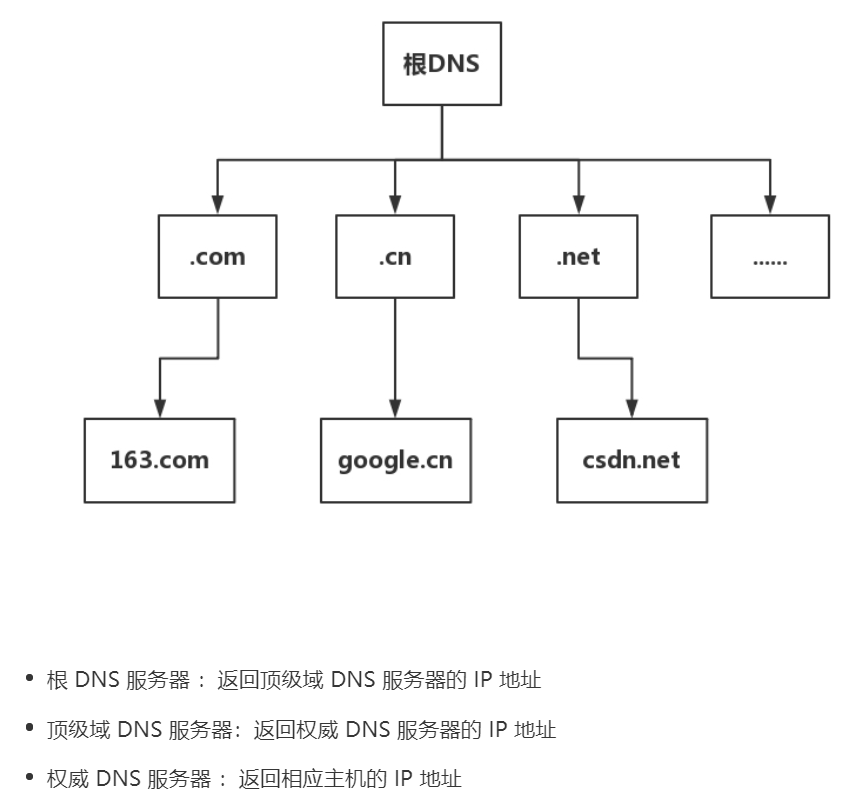 根DNS
.com
.cn
.net
......
163.com
google.cn
csdn.net
• 根 DNS 服务器 ：返回顶级域 DNS 服务器的 IP 地址
• 顶级域 DNS 服务器：返回权威 DNS 服务器的 IP 地址
• 权威 DNS 服务器 ：返回相应主机的 IP 地址